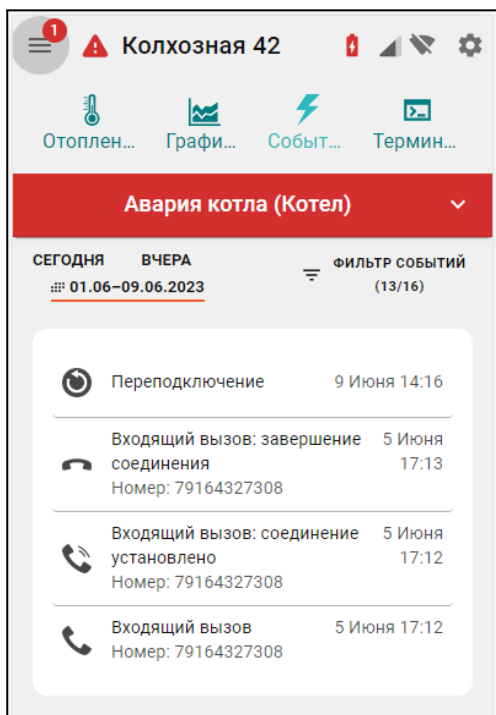 1
Колхозная 42
Отоплен...
Графи...
Событ...
Термин...
Авария котла (Котел)
СЕГОДНЯ ВЧЕРА
01.06–09.06.2023
ФИЛЬТР СОБЫТИЙ
(13/16)
Переподключение 9 Июня 14:16
Входящий вызов: завершение 5 Июня
соединения 17:13
Номер: 79164327308
Входящий вызов: соединение 5 Июня
установлено 17:12
Номер: 79164327308
Входящий вызов 5 Июня 17:12
Номер: 79164327308